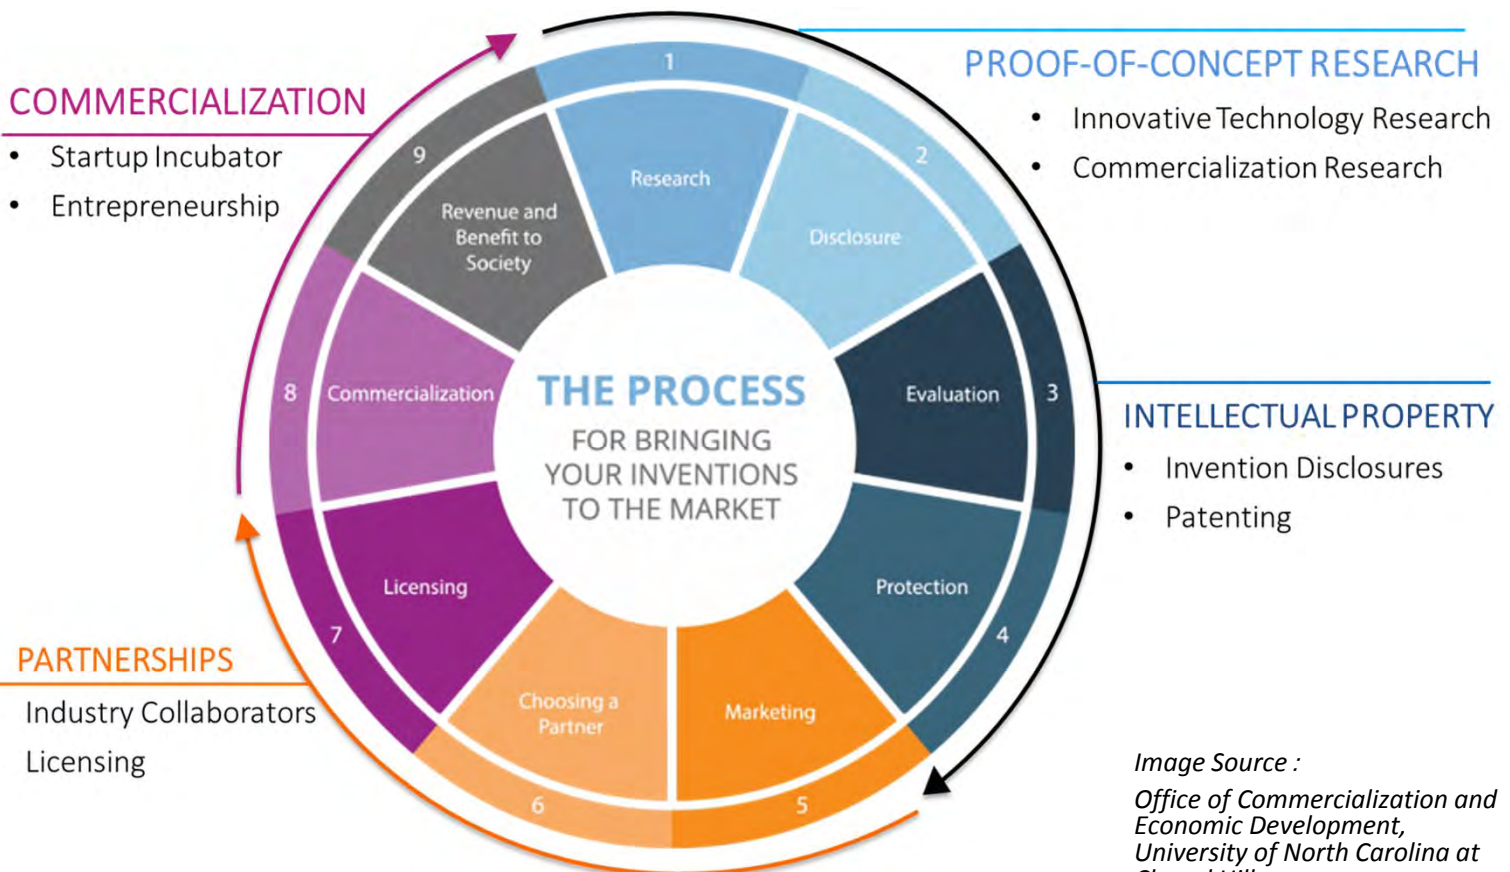 COMMERCIALIZATION
• Startup Incubator
• Entrepreneurship
PROOF-OF-CONCEPT RESEARCH
• Innovative Technology Research
• Commercialization Research
1
Research
2
Disclosure
3
Evaluation
4
Protection
5
Marketing
6
Choosing a
Partner
7
Licensing
8
Commercialization
9
Revenue and
Benefit to
Society
THE PROCESS
FOR BRINGING
YOUR INVENTIONS
TO THE MARKET
INTELLECTUAL PROPERTY
• Invention Disclosures
• Patenting
PARTNERSHIPS
Industry Collaborators
Licensing
Image Source :
Office of Commercialization and
Economic Development,
University of North Carolina at